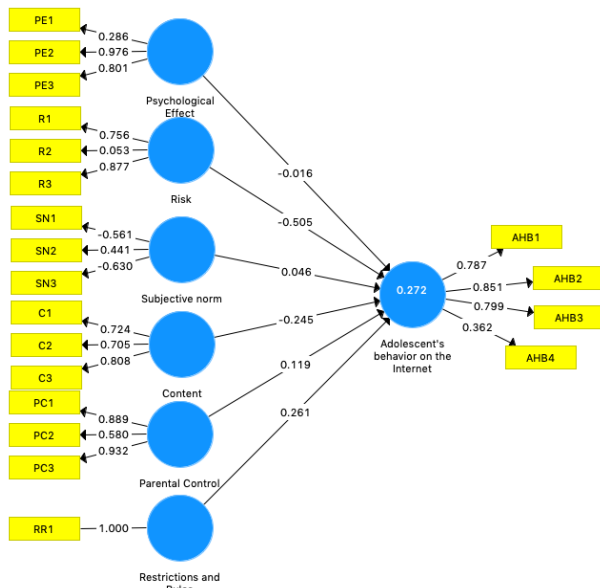 PE1
0.286
PE2
0.976
PE3
0.801
Psychological
Effect
R1
0.756
R2
0.053
R3
0.877
Risk
SN1
-0.561
SN2
0.441
SN3
-0.630
Subjective norm
C1
0.724
C2
0.705
C3
0.808
Content
PC1
0.889
PC2
0.580
PC3
0.932
Parental Control
RR1
1.000
Restrictions and
-0.016
-0.505
0.046
-0.245
0.119
0.261
0.272
Adolescent's
behavior on the
Internet
AHB1
0.787
AHB2
0.851
AHB3
0.799
AHB4
0.362